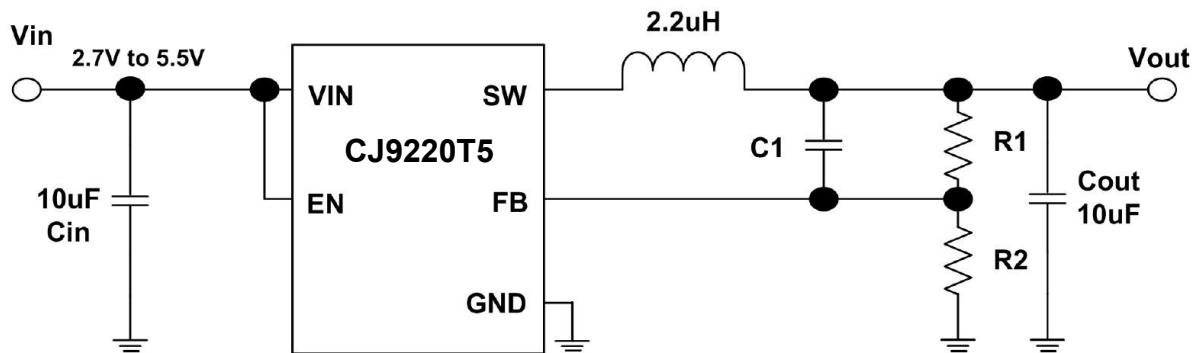 2.2uH
Vin
2.7V to 5.5V
Vout
VIN
SW
CJ9220T5
C1
R1
10uF
Cin
EN
FB
Cout
10uF
R2
GND